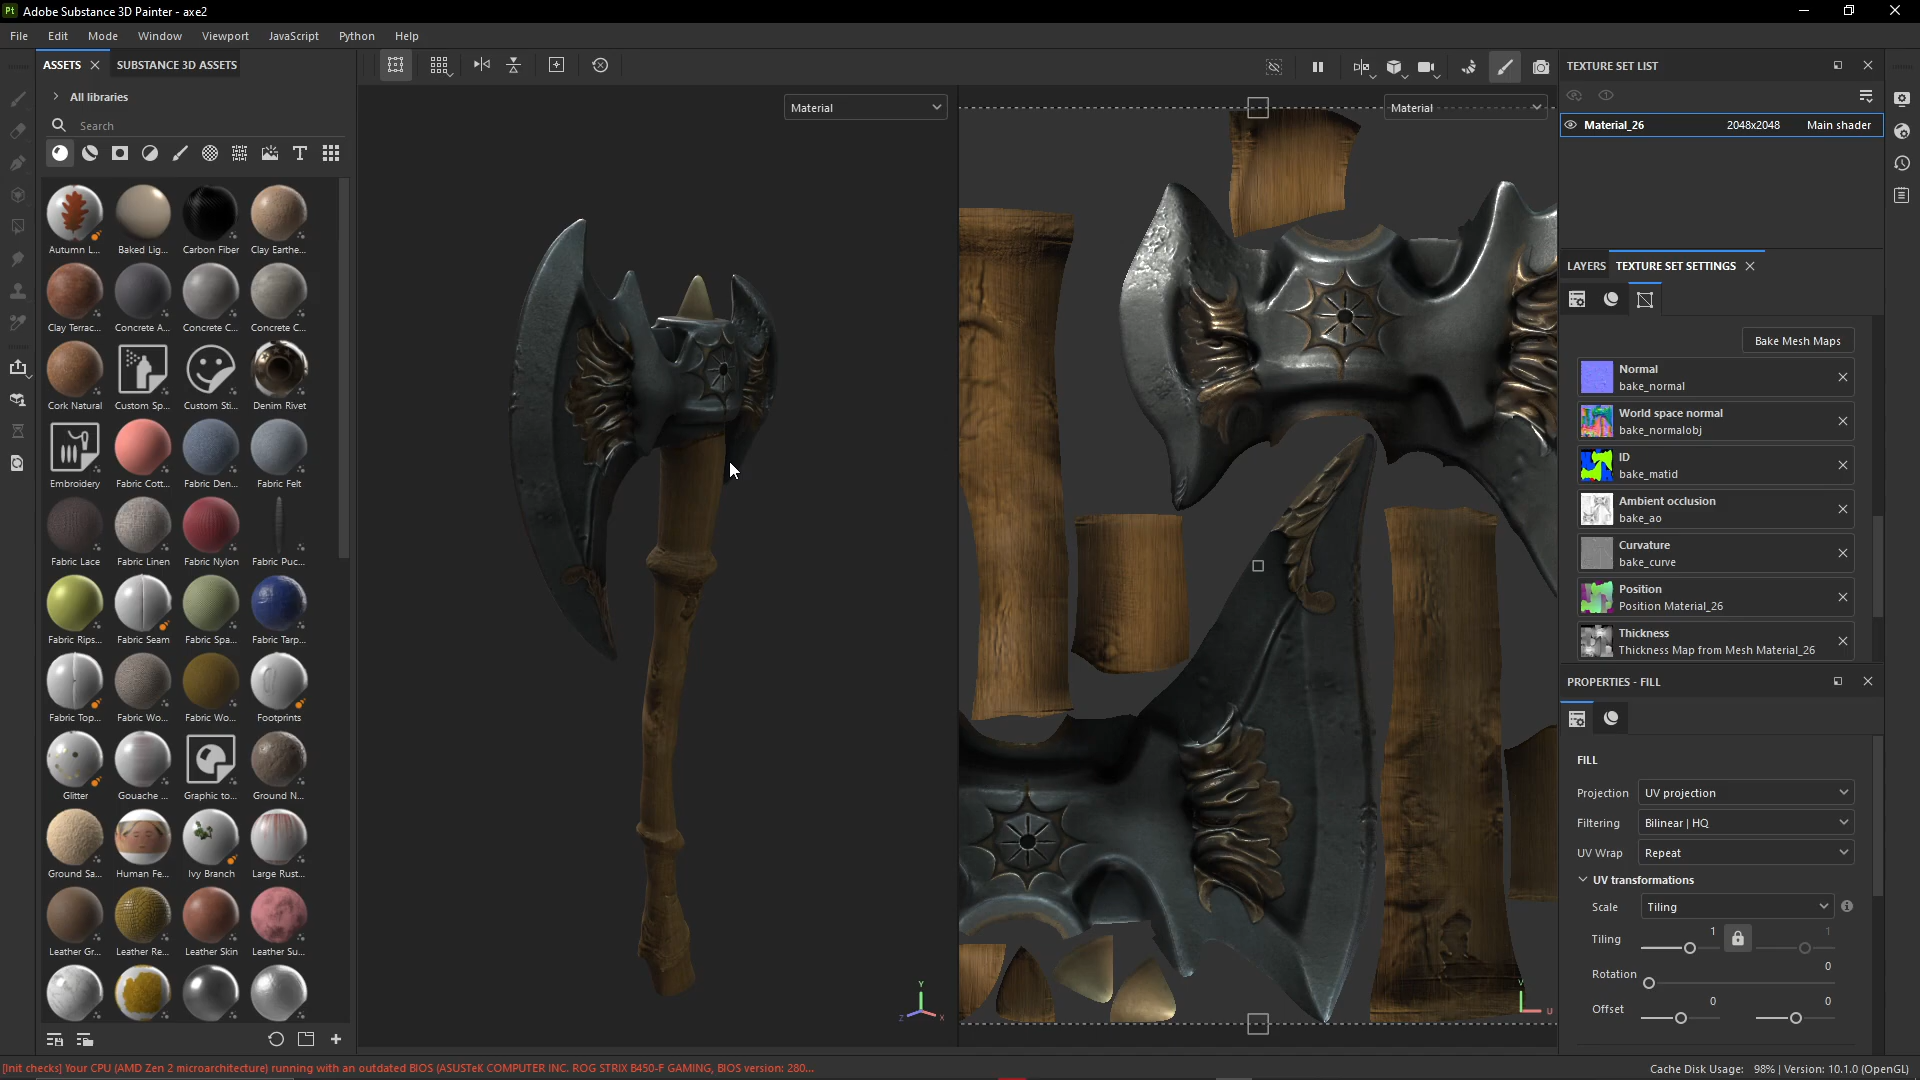 Pt Adobe Substance 3D Painter - axe2
File Edit Mode Window Viewport JavaScript Python Help
ASSETS SUBSTANCE 3D ASSETS
All libraries
Search
Autumn L... Baked Lig... Carbon Fiber Clay Earthe...
Clay Terrac... Concrete A... Concrete C... Concrete C...
Cork Natural Custom Sp... Custom Sti... Denim Rivet
Embroidery Fabric Cott... Fabric Den... Fabric Felt
Fabric Lace Fabric Linen Fabric Nylon Fabric Puc...
Fabric Rips... Fabric Seam Fabric Spa... Fabric Tarp...
Fabric Top... Fabric Wo... Fabric Wo... Footprints
Glitter Gouache ... Graphic to... Ground N...
Ground Sa... Human Fe... Ivy Branch Large Rust...
Leather Gr... Leather Re... Leather Skin Leather Su...
Material
Y
Z X
Material
V
U
TEXTURE SET LIST
Material_26 2048x2048 Main shader
LAYERS TEXTURE SET SETTINGS
Bake Mesh Maps
Normal
bake_normal
World space normal
bake_normalobj
ID
bake_matid
Ambient occlusion
bake_ao
Curvature
bake_curve
Position
Position Material_26
Thickness
Thickness Map from Mesh Material_26
PROPERTIES - FILL
FILL
Projection UV projection
Filtering Bilinear | HQ
UV Wrap Repeat
UV transformations
Scale Tiling
Tiling 1 1
Rotation 0
Offset 0 0
[Init checks] Your CPU (AMD Zen 2 microarchitecture) running with an outdated BIOS (ASUSTeK COMPUTER INC. ROG STRIX B450-F GAMING, BIOS version: 280...
Cache Disk Usage: 98% | Version: 10.1.0 (OpenGL)